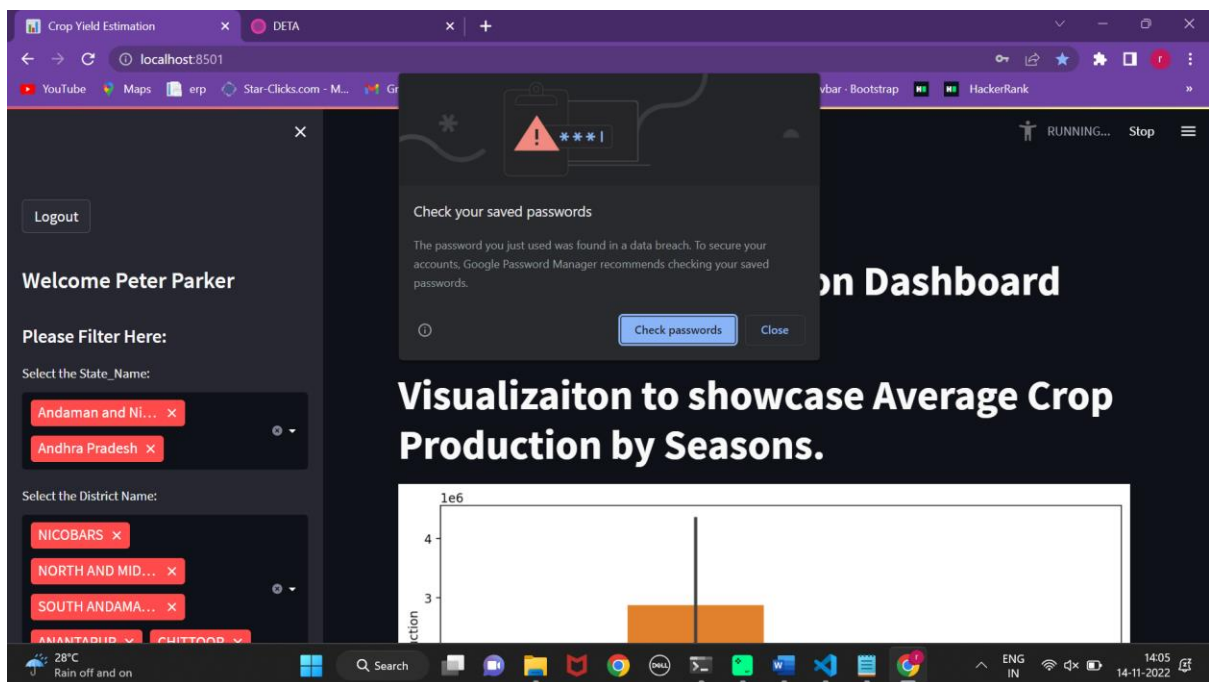 Crop Yield Estimation
DETA
localhost:8501
YouTube Maps erp Star-Clicks.com - M... Gr vbar · Bootstrap HackerRank »
RUNNING... Stop
Logout
Welcome Peter Parker
Please Filter Here:
Select the State_Name:
Andaman and Ni...
Andhra Pradesh
Select the District Name:
NICOBARS
NORTH AND MID...
SOUTH ANDAMA...
ANANTAPUR CHITTOOR
***
Check your saved passwords
The password you just used was found in a data breach. To secure your
accounts, Google Password Manager recommends checking your saved
passwords.
Check passwords Close
on Dashboard
Visualizaiton to showcase Average Crop
Production by Seasons.
1e6
4
3
ction
28°C
Rain off and on
Search
DELL
ENG
IN
14:05
14-11-2022